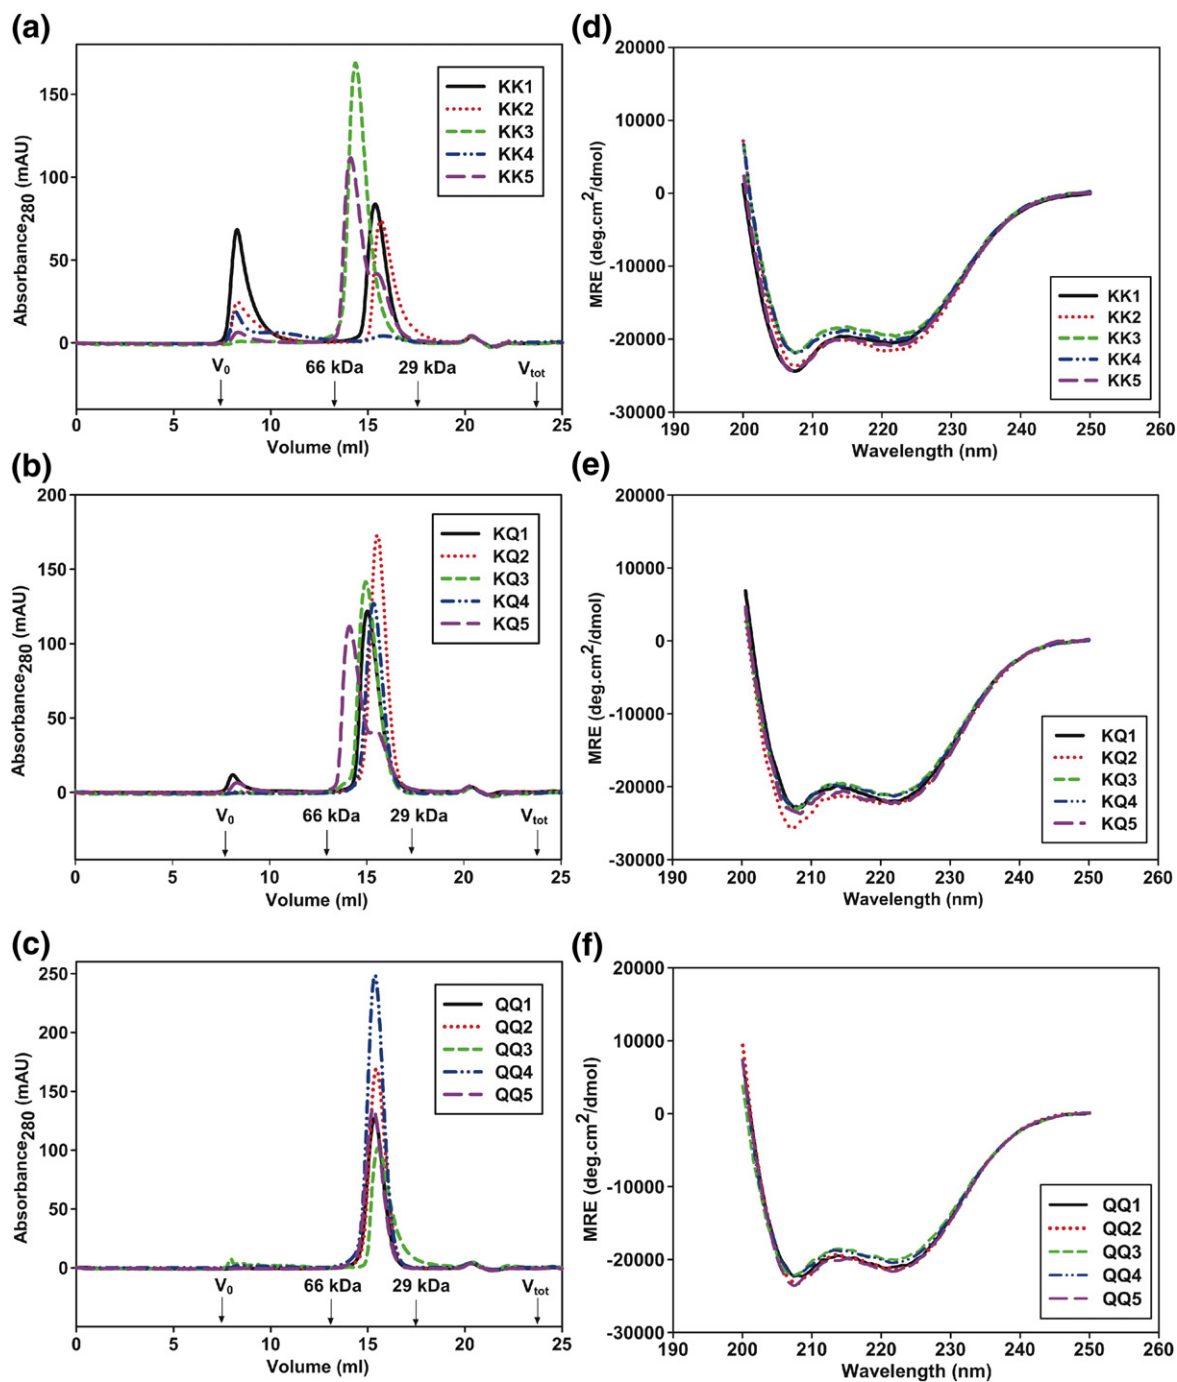 (a)
Absorbance280 (mAU)
150
100
50
0
KK1
KK2
KK3
KK4
KK5
V0
66 kDa
29 kDa
Vtot
0 5 10 15 20 25
Volume (ml)
(d)
MRE (deg.cm2/dmol)
20000
10000
0
-10000
-20000
-30000
KK1
KK2
KK3
KK4
KK5
190 200 210 220 230 240 250 260
Wavelength (nm)
(b)
Absorbance280 (mAU)
200
150
100
50
0
KQ1
KQ2
KQ3
KQ4
KQ5
V0
66 kDa
29 kDa
Vtot
0 5 10 15 20 25
Volume (ml)
(e)
MRE (deg.cm2/dmol)
20000
10000
0
-10000
-20000
-30000
KQ1
KQ2
KQ3
KQ4
KQ5
190 200 210 220 230 240 250 260
Wavelength (nm)
(c)
Absorbance280 (mAU)
250
200
150
100
50
0
QQ1
QQ2
QQ3
QQ4
QQ5
V0
66 kDa
29 kDa
Vtot
0 5 10 15 20 25
Volume (ml)
(f)
MRE (deg.cm2/dmol)
20000
10000
0
-10000
-20000
-30000
QQ1
QQ2
QQ3
QQ4
QQ5
190 200 210 220 230 240 250 260
Wavelength (nm)